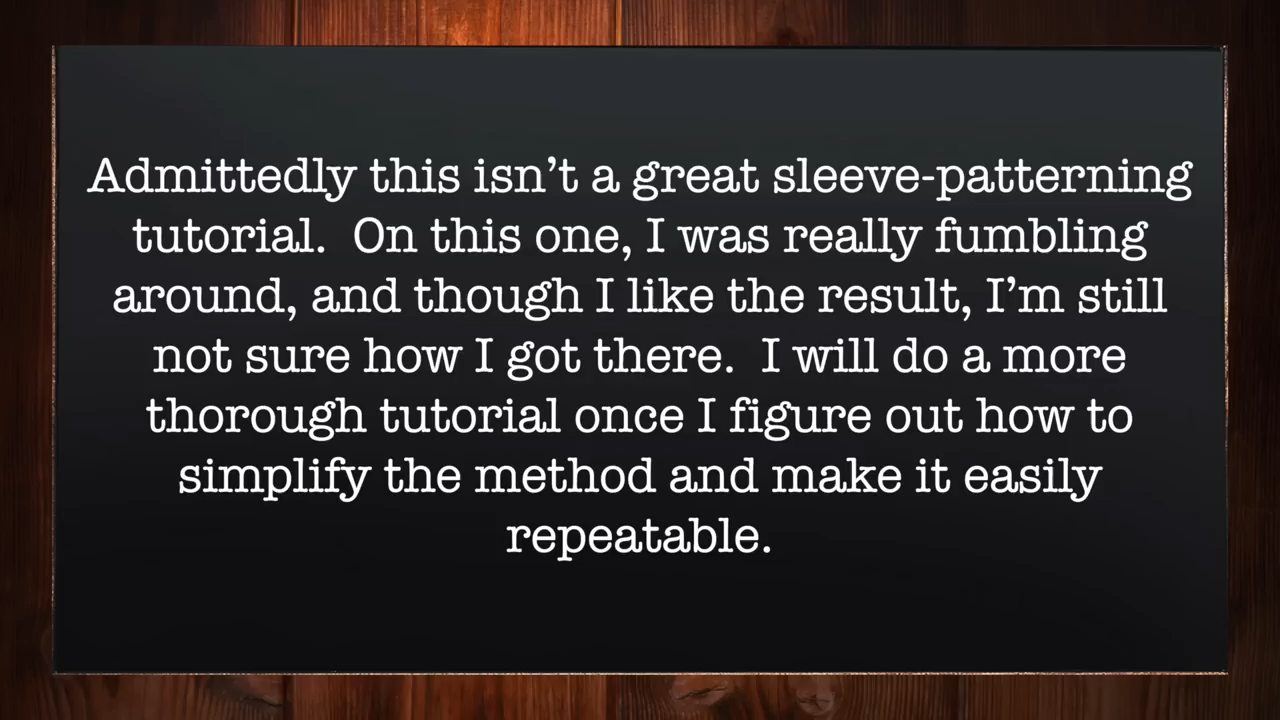 Admittedly this isn’t a great sleeve-patterning
tutorial.  On this one, I was really fumbling
around, and though I like the result, I’m still
not sure how I got there.  I will do a more
thorough tutorial once I figure out how to
simplify the method and make it easily
repeatable.